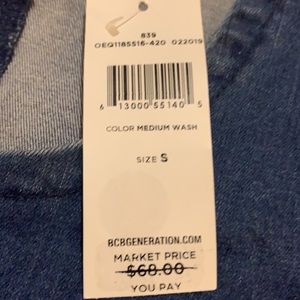 839
OEQ1185516-420 022019
6 13000 55140 5
COLOR MEDIUM WASH
SIZE S
BCBGENERATION.COM
MARKET PRICE
$68.00
YOU PAY